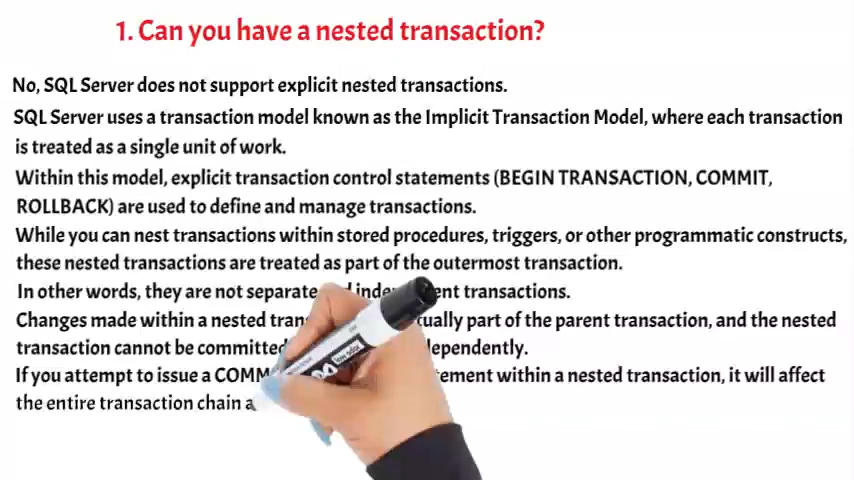 1. Can you have a nested transaction?
No, SQL Server does not support explicit nested transactions.
SQL Server uses a transaction model known as the Implicit Transaction Model, where each transaction
is treated as a single unit of work.
Within this model, explicit transaction control statements (BEGIN TRANSACTION, COMMIT,
ROLLBACK) are used to define and manage transactions.
While you can nest transactions within stored procedures, triggers, or other programmatic constructs,
these nested transactions are treated as part of the outermost transaction.
In other words, they are not separate transactions.
Changes made within a nested part of the parent transaction, and the nested
transaction cannot be committed
If you attempt to issue a within a nested transaction, it will affect
the entire transaction chain